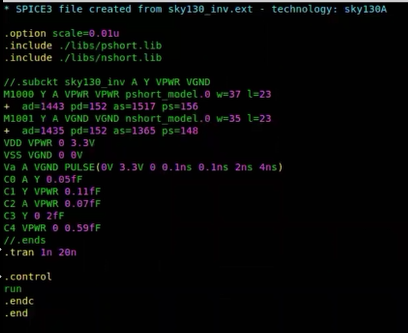 * SPICE3 file created from sky130_inv.ext - technology: sky130A
.option scale=0.01u
.include ./libs/pshort.lib
.include ./libs/nshort.lib
//.subckt sky130_inv A Y VPWR VGND
M1000 Y A VPWR VPWR pshort_model.0 w=37 l=23
+ ad=1443 pd=152 as=1517 ps=156
M1001 Y A VGND VGND nshort_model.0 w=35 l=23
+ ad=1435 pd=152 as=1365 ps=148
VDD VPWR 0 3.3V
VSS VGND 0 0V
Va A VGND PULSE(0V 3.3V 0 0.1ns 0.1ns 2ns 4ns)
C0 A Y 0.05fF
C1 Y VPWR 0.11fF
C2 A VPWR 0.07fF
C3 Y 0 2fF
C4 VPWR 0 0.59fF
//.ends
.tran 1n 20n
.control
run
.endc
.end